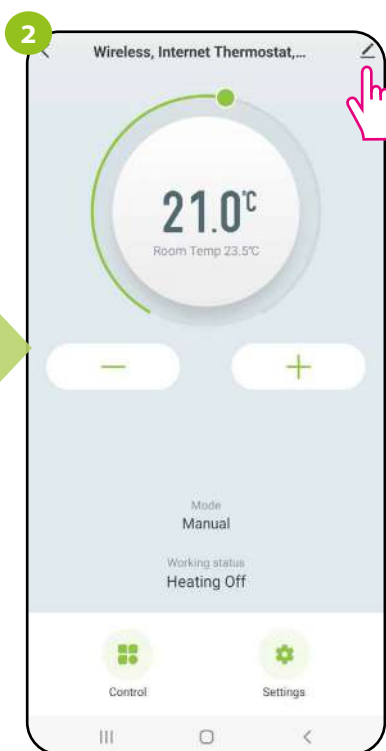 2
Wireless, Internet Thermostat,...
21.0°C
Room Temp 23.5°C
Mode
Manual
Working status
Heating Off
Control
Settings